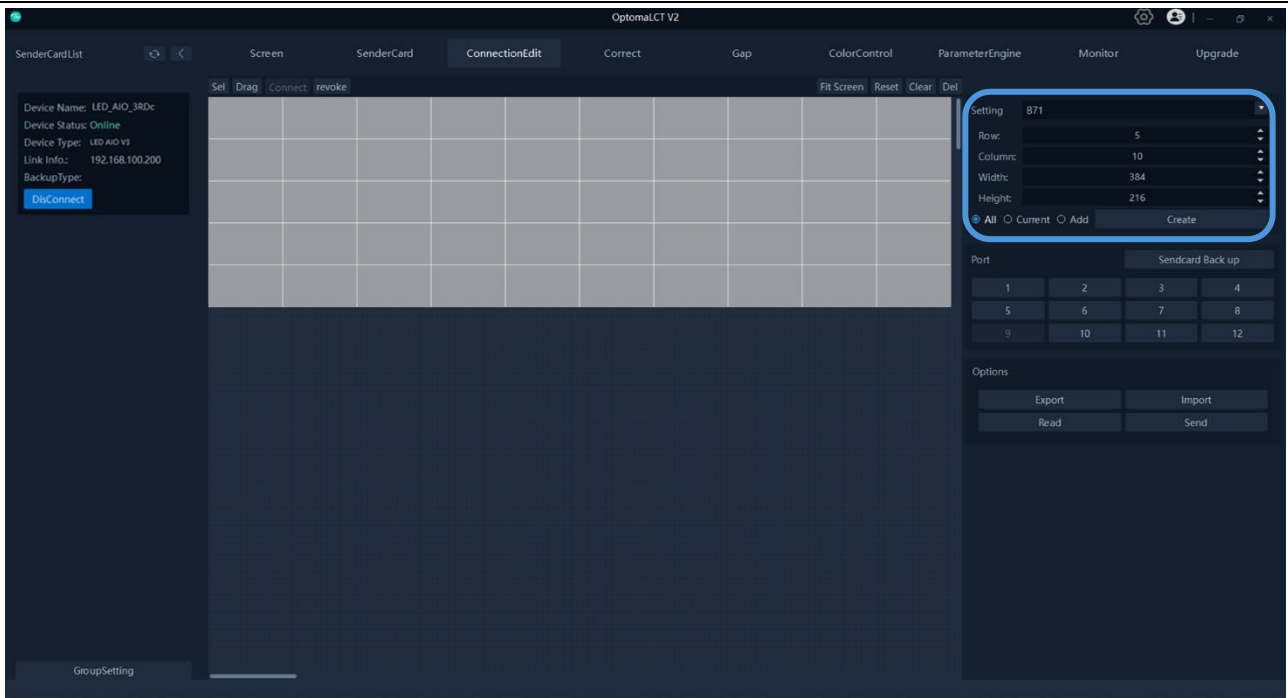 OptomaLCT V2
SenderCardList
Screen SenderCard ConnectionEdit Correct Gap ColorControl ParameterEngine Monitor Upgrade
Sel Drag Connect revoke Fit Screen Reset Clear Del
Device Name: LED_AIO_3RDc
Device Status: Online
Device Type: LED AIO V3
Link Info.: 192.168.100.200
BackupType:
DisConnect
Setting B71
Row: 5
Column: 10
Width: 384
Height: 216
All Current Add Create
Port Sendcard Back up
1 2 3 4
5 6 7 8
9 10 11 12
Options
Export Import
Read Send
GroupSetting